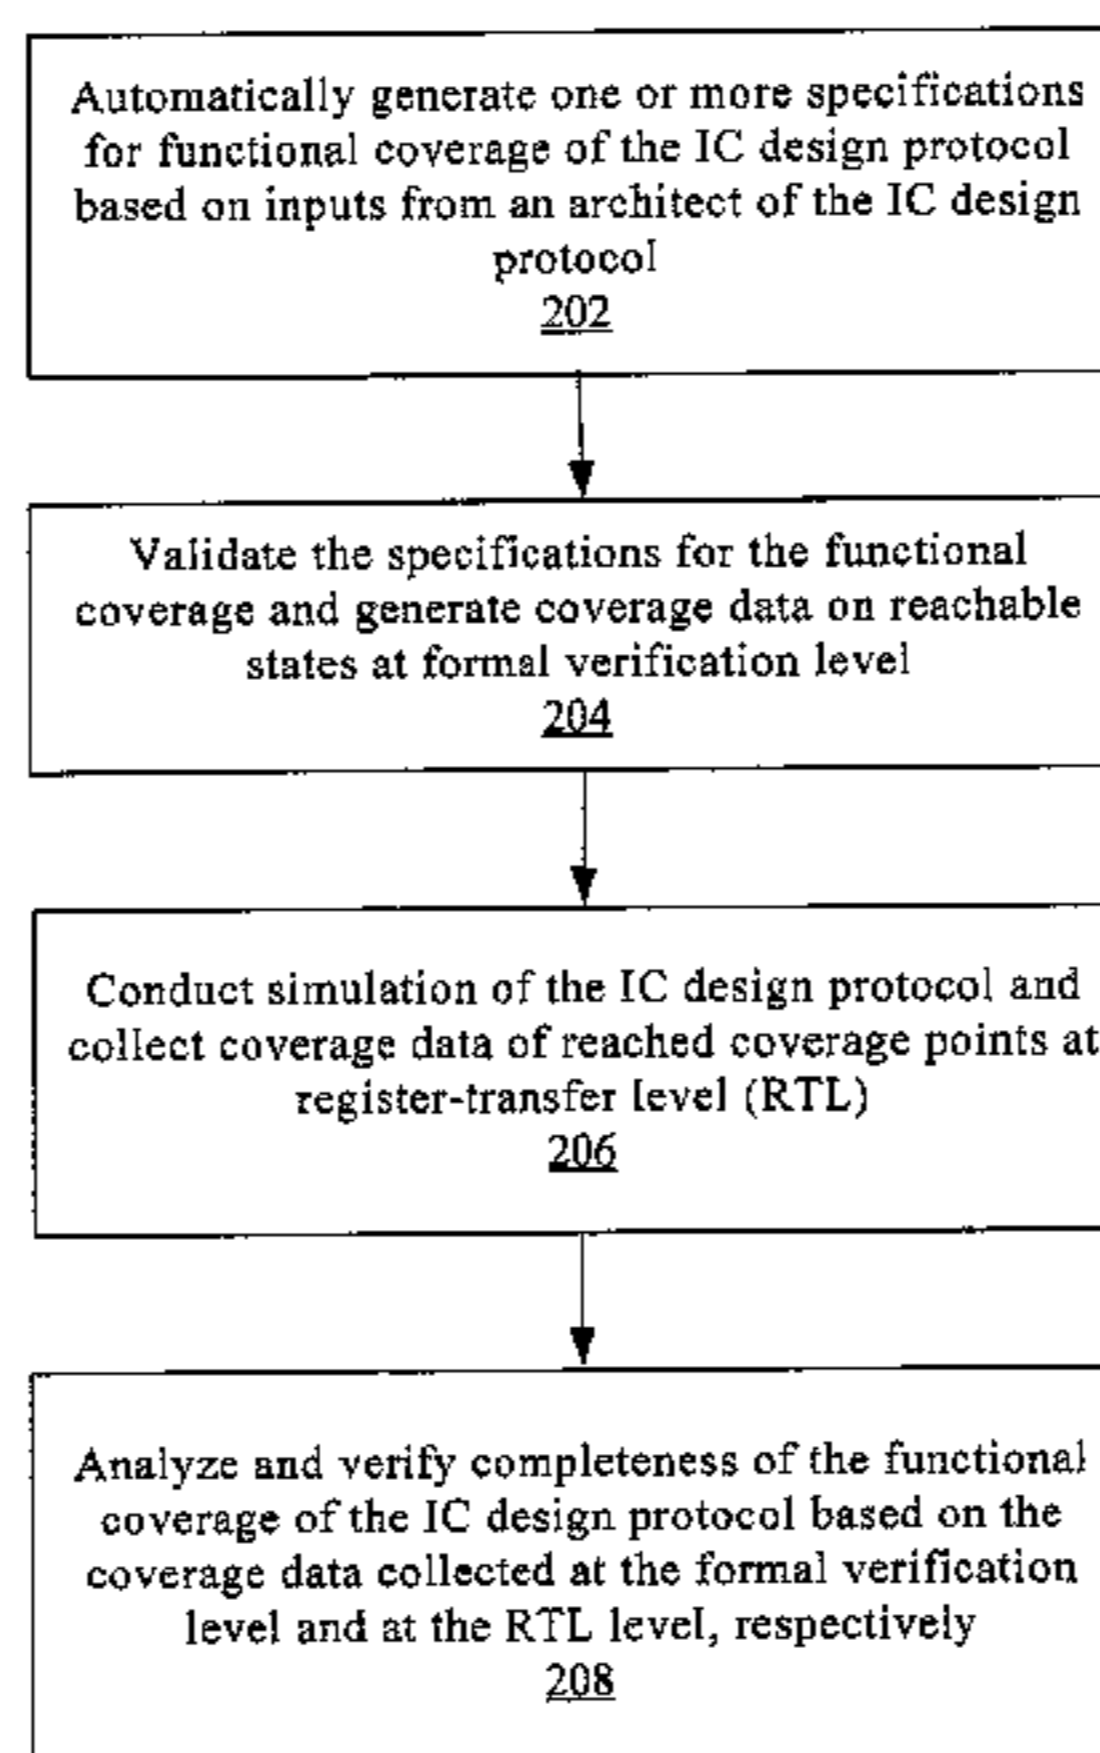 Automatically generate one or more specifications
for functional coverage of the IC design protocol
based on inputs from an architect of the IC design
protocol
202
Validate the specifications for the functional
coverage and generate coverage data on reachable
states at formal verification level
204
Conduct simulation of the IC design protocol and
collect coverage data of reached coverage points at
register-transfer level (RTL)
206
Analyze and verify completeness of the functional
coverage of the IC design protocol based on the
coverage data collected at the formal verification
level and at the RTL level, respectively
208